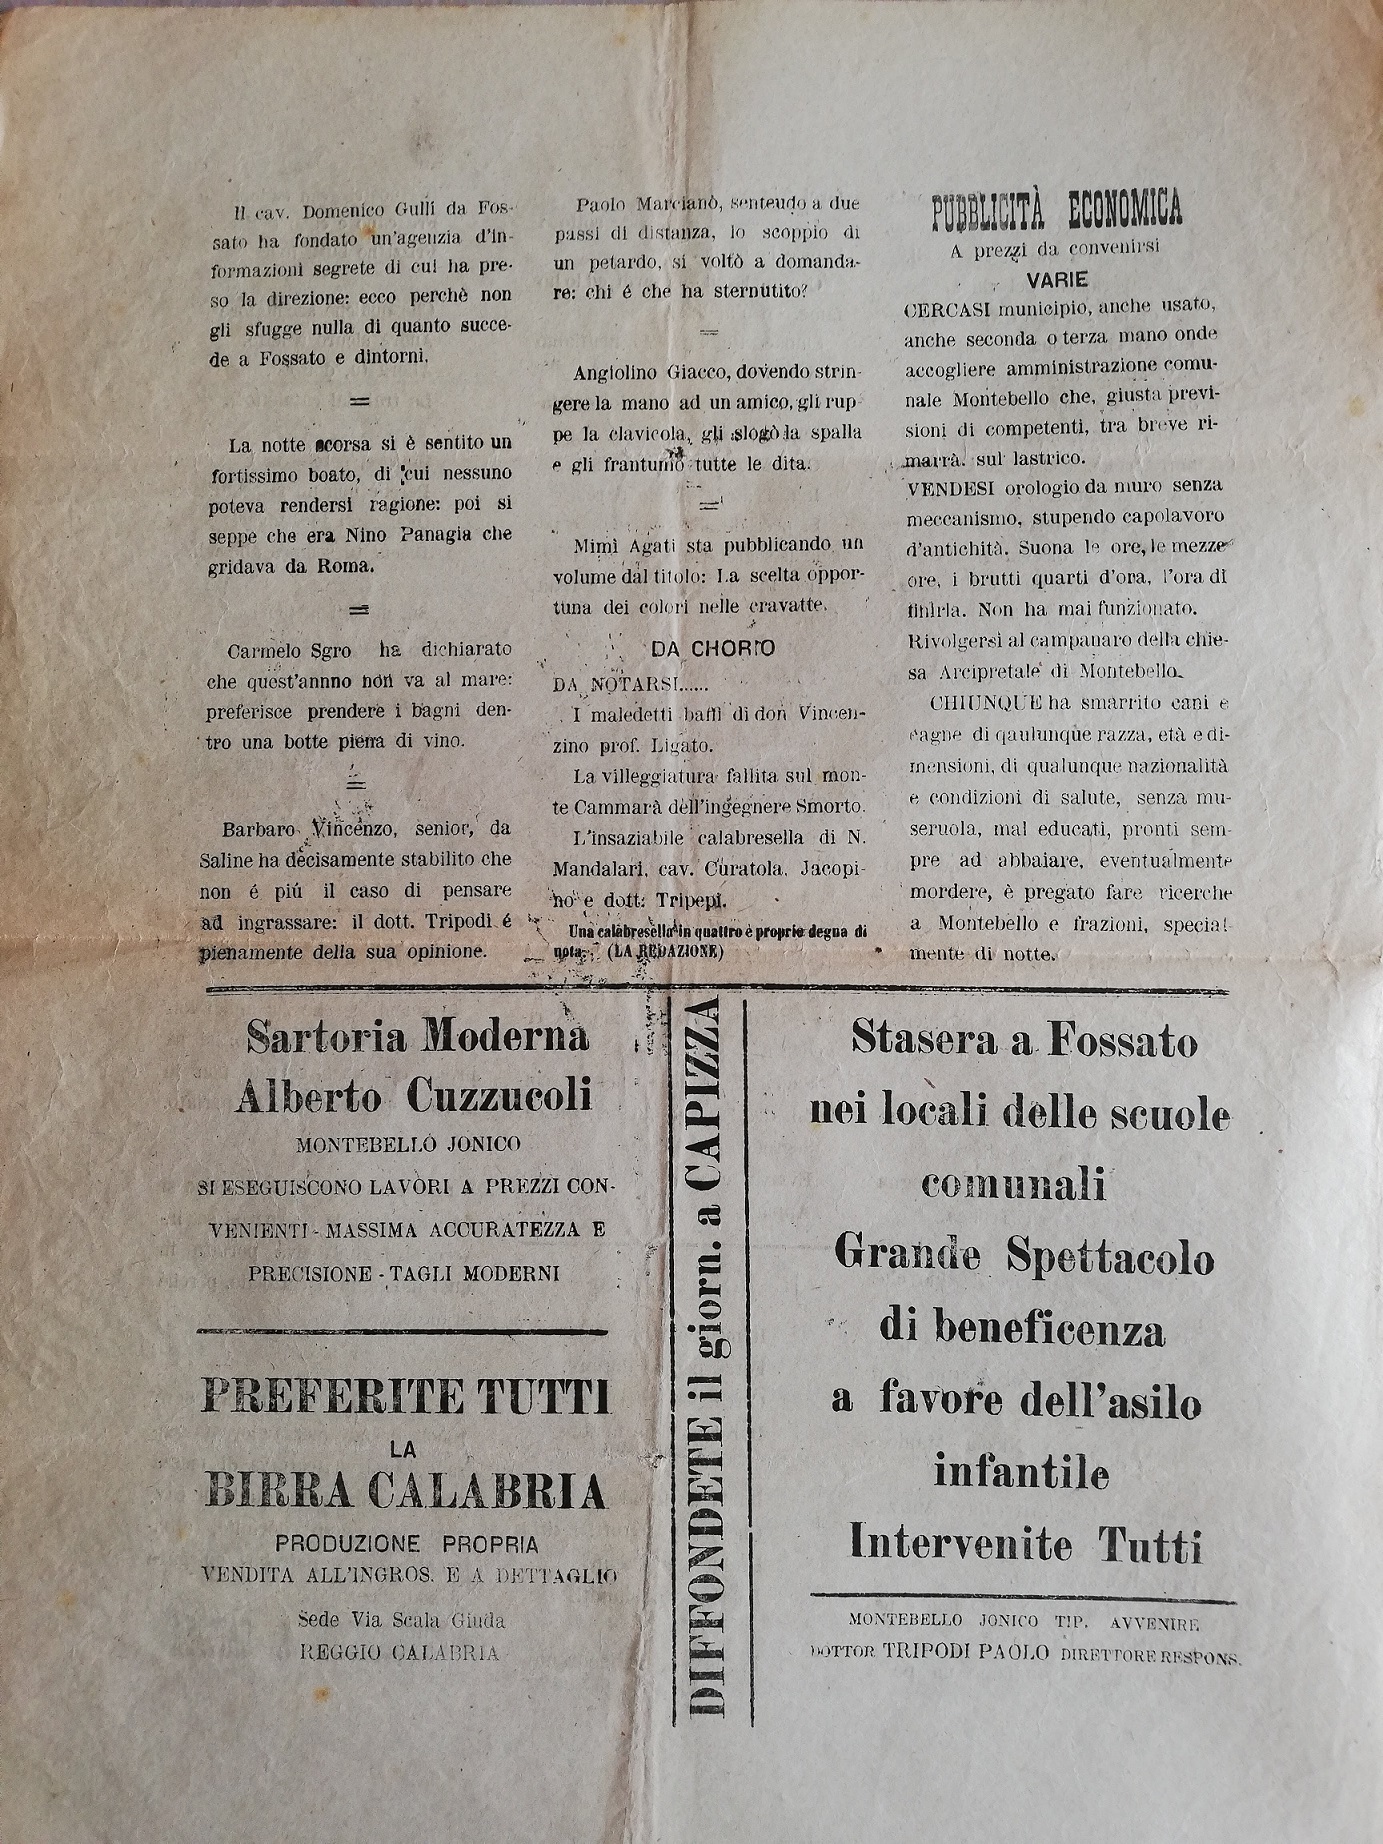 Il cav. Domenico Gulli da Fos-
sato ha fondato un'agenzia d'in-
formazioni segrete di cui ha pre-
so la direzione: ecco perchè non
gli sfugge nulla di quanto succe-
de a Fossato e dintorni.
=
La notte scorsa si è sentito un
fortissimo boato, di cui nessuno
poteva rendersi ragione: poi si
seppe che era Nino Panagia che
gridava da Roma.
=
Carmelo Sgro ha dichiarato
che quest'annno non va al mare:
preferisce prendere i bagni den-
tro una botte piena di vino.
=
Barbaro Vincenzo, senior, da
Saline ha decisamente stabilito che
non é piú il caso di pensare
ad ingrassare: il dott. Tripodi é
pienamente della sua opinione.
Paolo Marcianò, sentendo a due
passi di distanza, lo scoppio di
un petardo, si voltò a domanda-
re: chi é che ha sternutito?
=
Angiolino Giacco, dovendo strin-
gere la mano ad un amico, gli rup-
pe la clavicola, gli slogò la spalla
e gli frantumò tutte le dita.
=
Mimì Agati sta pubblicando un
volume dal titolo: La scelta oppor-
tuna dei colori nelle cravatte.
DA CHORIO
DA NOTARSI......
I maledetti baffi di don Vincen-
zino prof. Ligato.
La villeggiatura fallita sul mon-
te Cammarà dell'ingegnere Smorto.
L'insaziabile calabresella di N.
Mandalari, cav. Curatola, Jacopi-
no e dott. Tripepi.
Una calabresella in quattro è proprio degna di
nota. (LA REDAZIONE)
PUBBLICITÀ ECONOMICA
A prezzi da convenirsi
VARIE
CERCASI municipio, anche usato,
anche seconda o terza mano onde
accogliere amministrazione comu-
nale Montebello che, giusta previ-
sioni di competenti, tra breve ri-
marrà sul lastrico.
VENDESI orologio da muro senza
meccanismo, stupendo capolavoro
d'antichità. Suona le ore, le mezze
ore, i brutti quarti d'ora, l'ora di
finirla. Non ha mai funzionato.
Rivolgersi al campanaro della chie-
sa Arcipretale di Montebello.
CHIUNQUE ha smarrito cani e
cagne di qaulunque razza, età e di-
mensioni, di qualunque nazionalità
e condizioni di salute, senza mu-
seruola, mal educati, pronti sem-
pre ad abbaiare, eventualmente
mordere, è pregato fare ricerche
a Montebello e frazioni, special
mente di notte.
Sartoria Moderna
Alberto Cuzzucoli
MONTEBELLO JONICO
SI ESEGUISCONO LAVORI A PREZZI CON-
VENIENTI - MASSIMA ACCURATEZZA E
PRECISIONE - TAGLI MODERNI
PREFERITE TUTTI
LA
BIRRA CALABRIA
PRODUZIONE PROPRIA
VENDITA ALL'INGROS. E A DETTAGLIO
Sede Via Scala Giuda
REGGIO CALABRIA
DIFFONDETE il giorn. a CAPIZZA
Stasera a Fossato
nei locali delle scuole
comunali
Grande Spettacolo
di beneficenza
a favore dell'asilo
infantile
Intervenite Tutti
MONTEBELLO JONICO TIP. AVVENIRE
DOTTOR TRIPODI PAOLO DIRETTORE RESPONS.